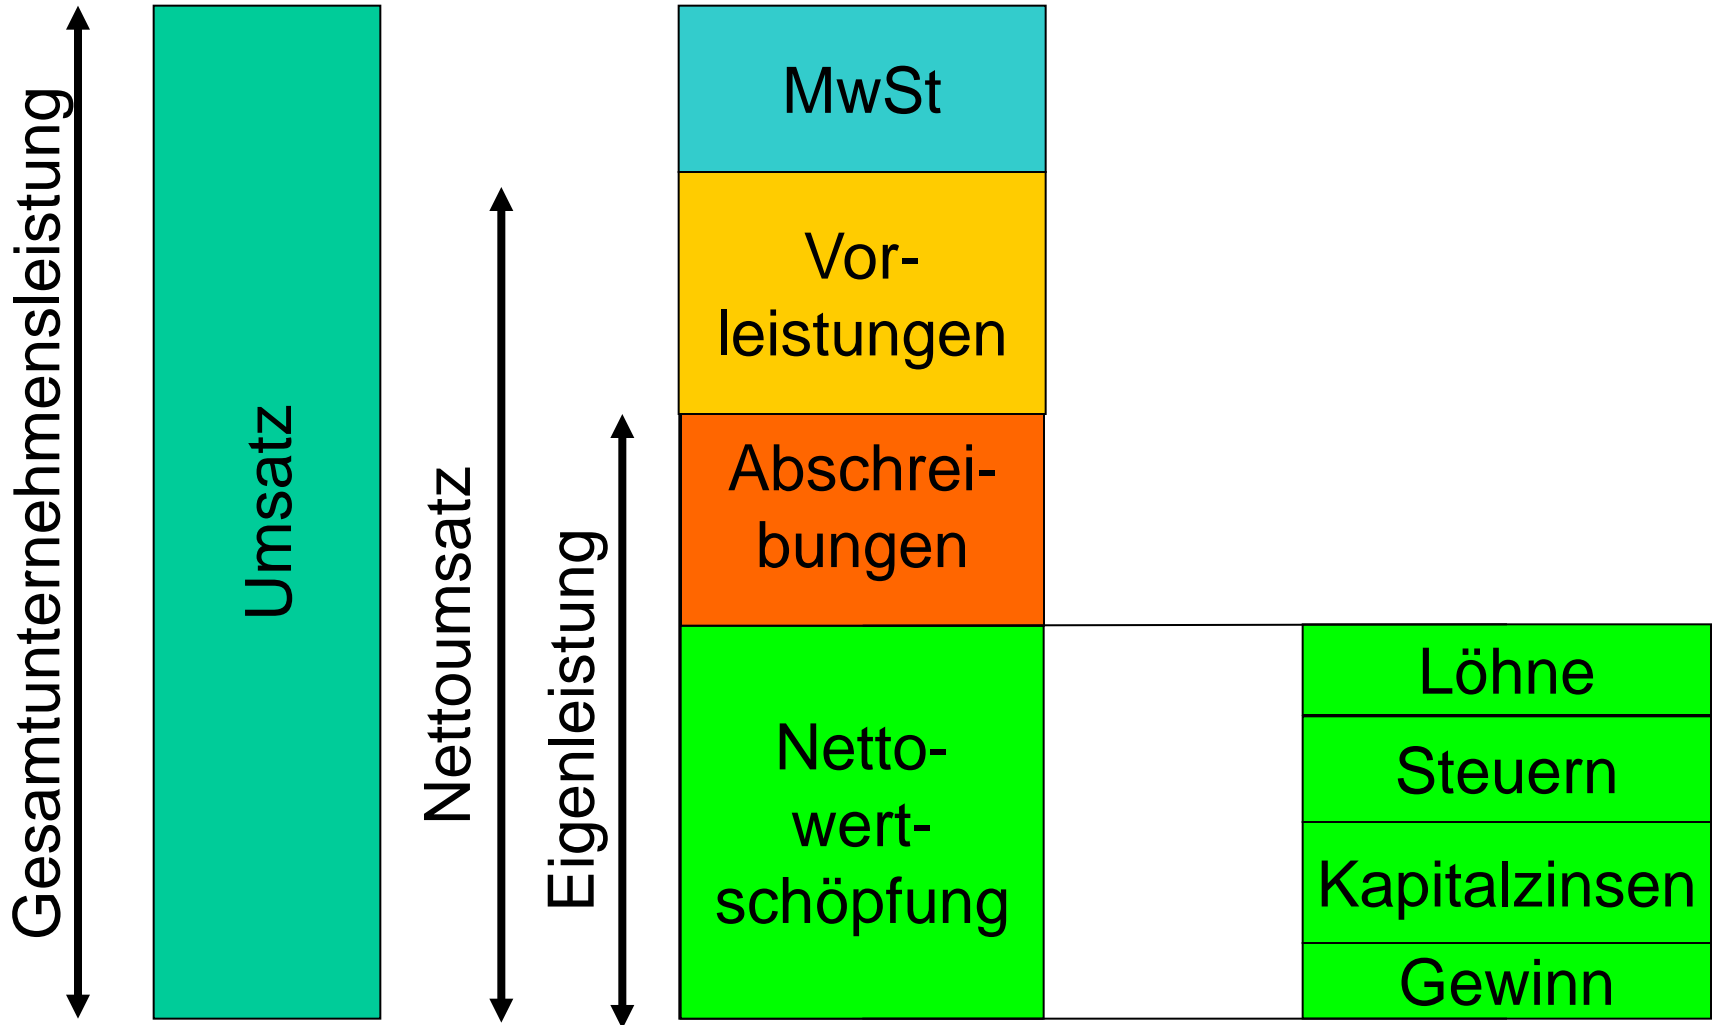 Gesamtunternehmensleistung
Umsatz
Nettoumsatz
Eigenleistung
MwSt
Vor-
leistungen
Abschrei-
bungen
Netto-
wert-
schöpfung
Löhne
Steuern
Kapitalzinsen
Gewinn